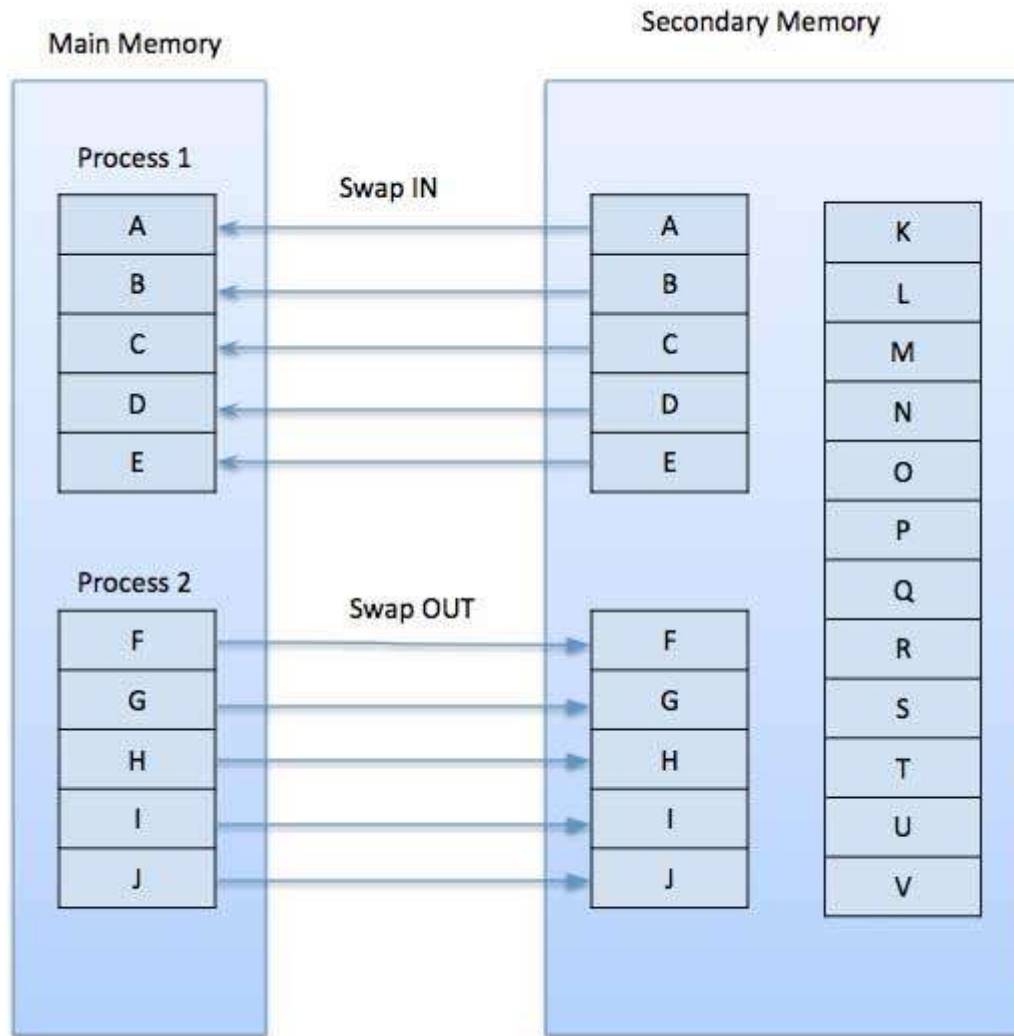 Main Memory
Secondary Memory
Process 1
Swap IN
A
B
C
D
E
A
B
C
D
E
Process 2
Swap OUT
F
G
H
I
J
F
G
H
I
J
K
L
M
N
O
P
Q
R
S
T
U
V